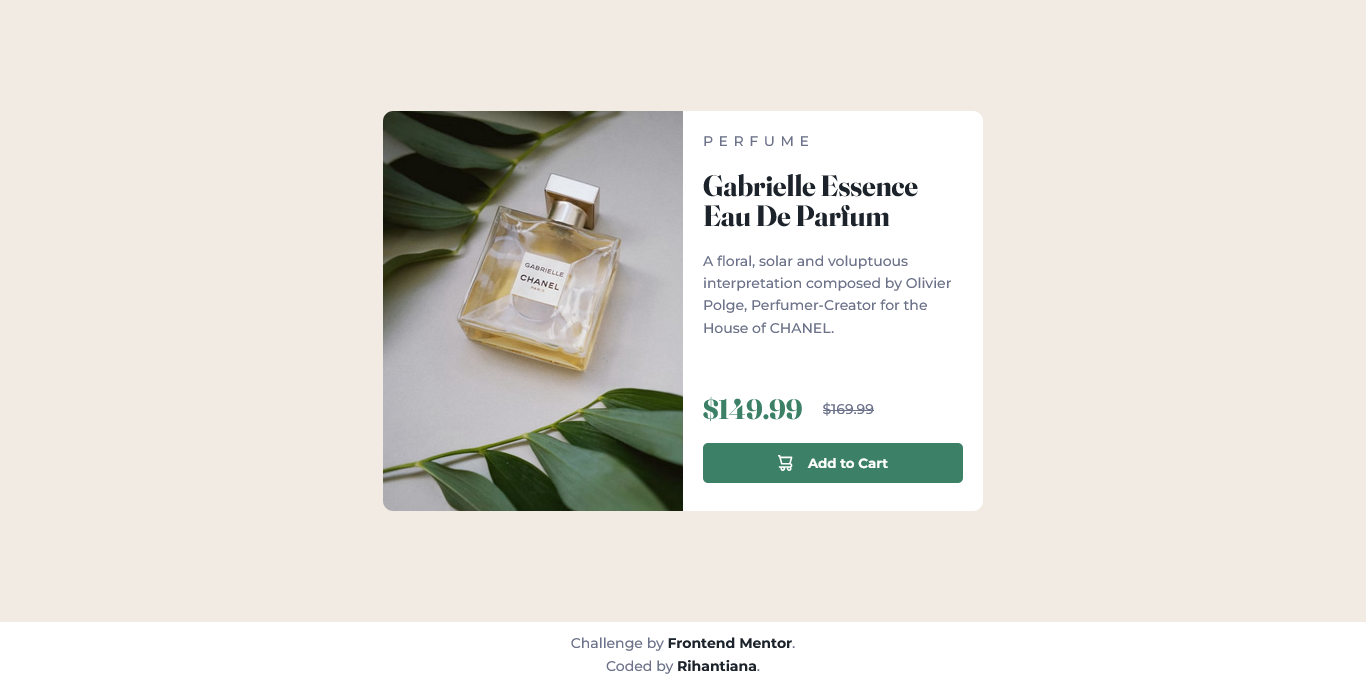 PERFUME
Gabrielle Essence
Eau De Parfum
A floral, solar and voluptuous
interpretation composed by Olivier
Polge, Perfumer-Creator for the
House of CHANEL.
$149.99 $169.99
Add to Cart
GABRIELLE
CHANEL
PARIS
Challenge by Frontend Mentor.
Coded by Rihantiana.